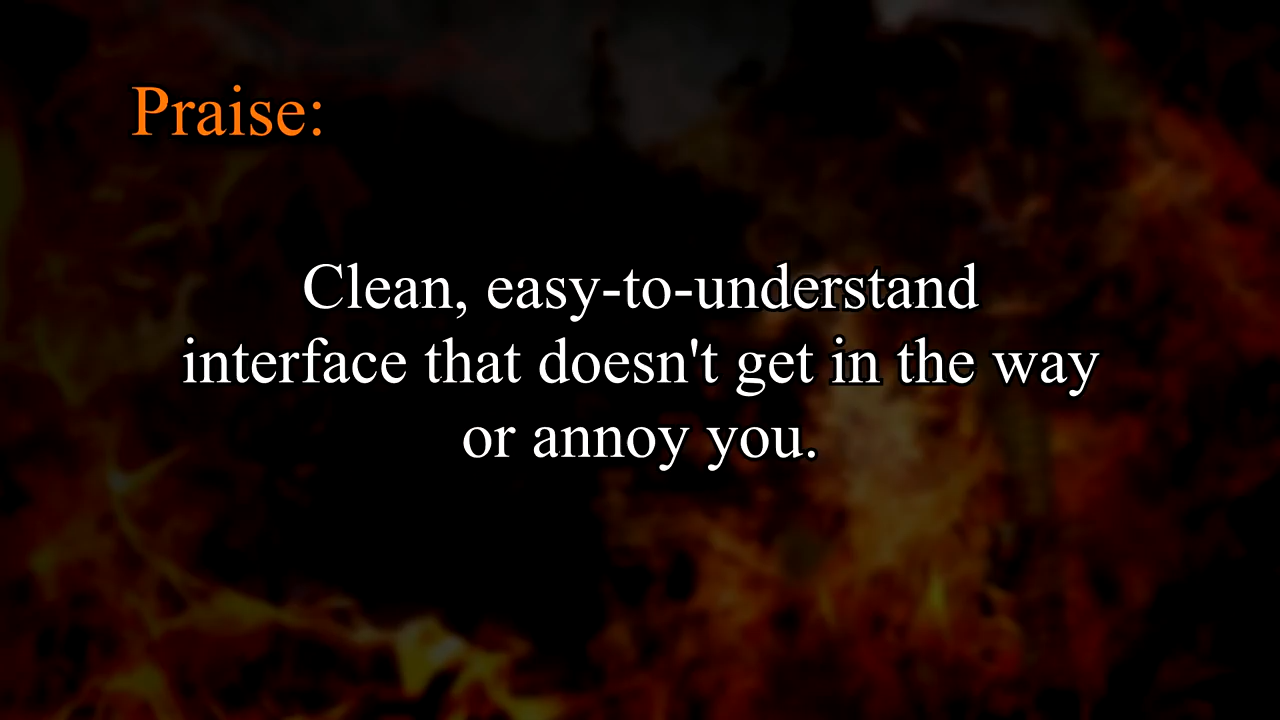 Praise:
Clean, easy-to-understand
interface that doesn't get in the way
or annoy you.